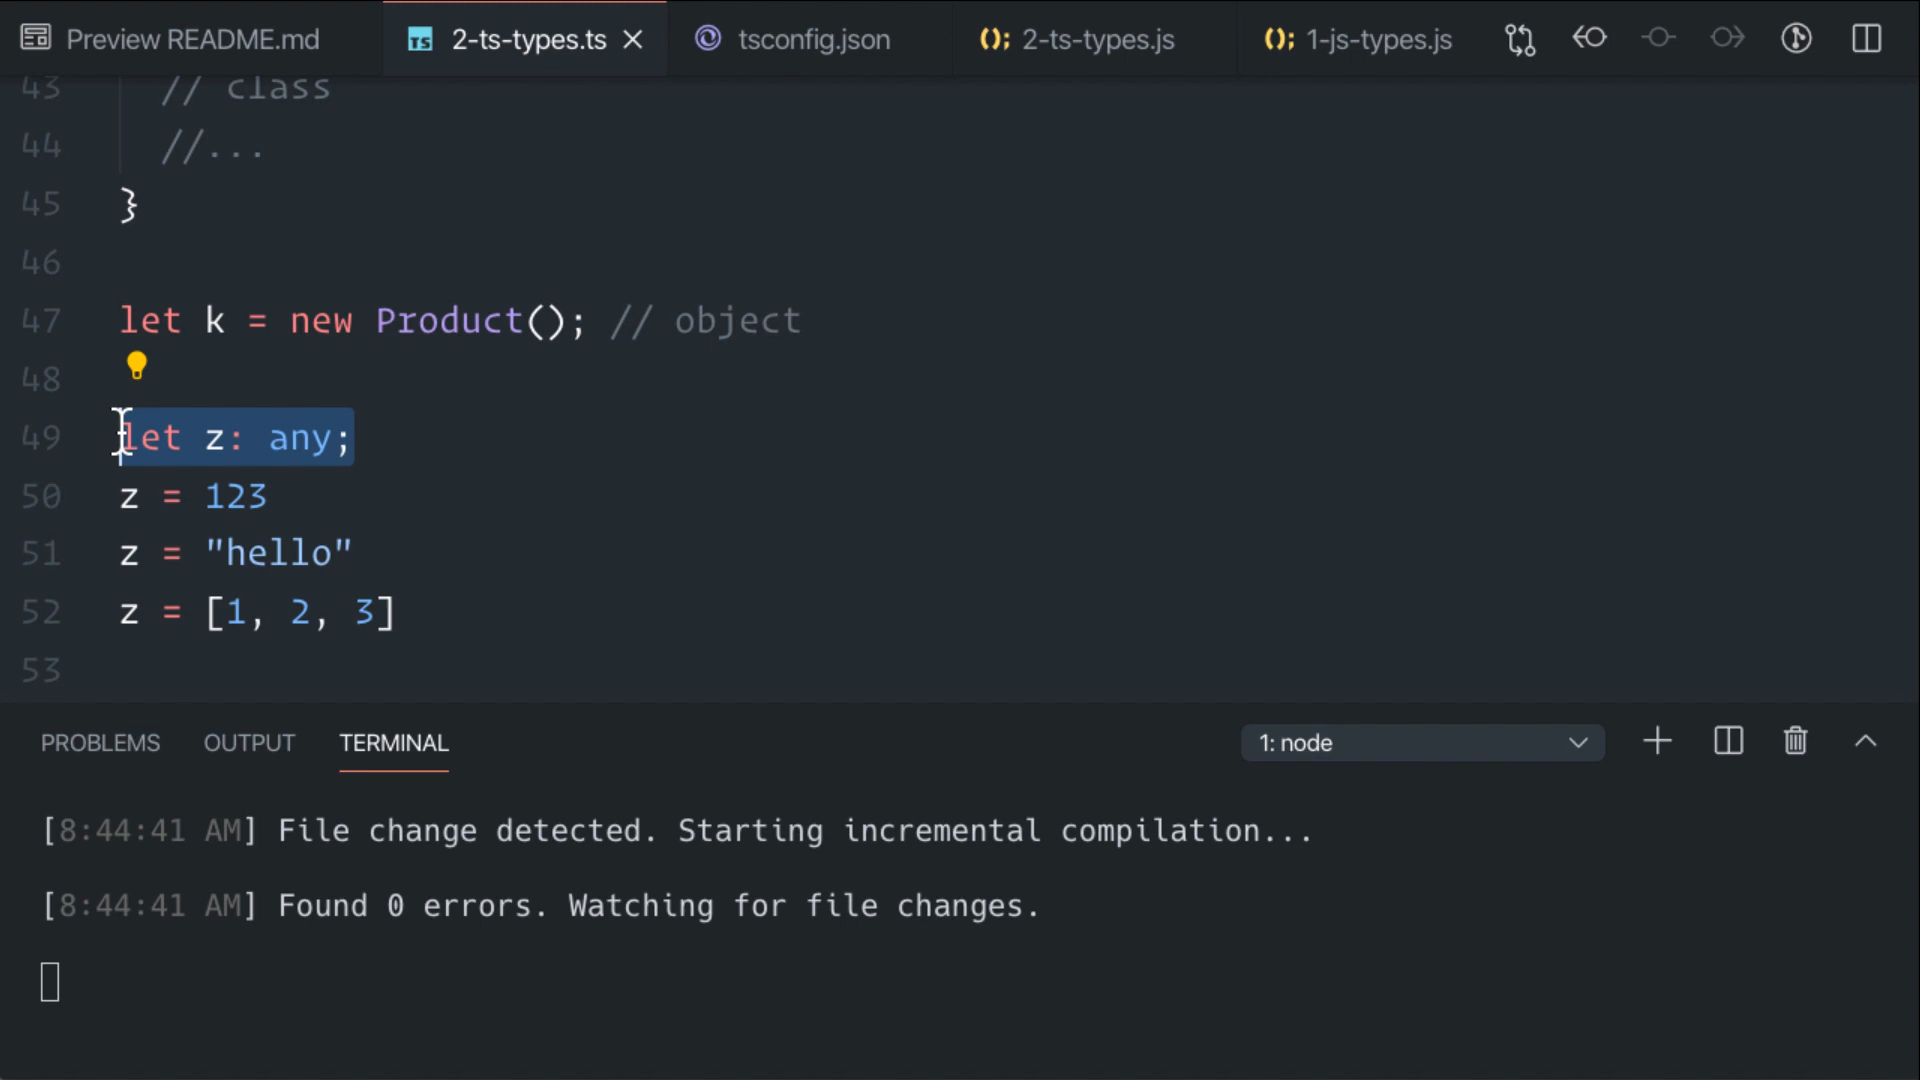 Preview README.md
TS 2-ts-types.ts
tsconfig.json
(); 2-ts-types.js
(); 1-js-types.js
43 // class
44 //...
45 }
46
47 let k = new Product(); // object
48
49 let z: any;
50 z = 123
51 z = "hello"
52 z = [1, 2, 3]
53
PROBLEMS OUTPUT TERMINAL 1: node
[8:44:41 AM] File change detected. Starting incremental compilation...
[8:44:41 AM] Found 0 errors. Watching for file changes.